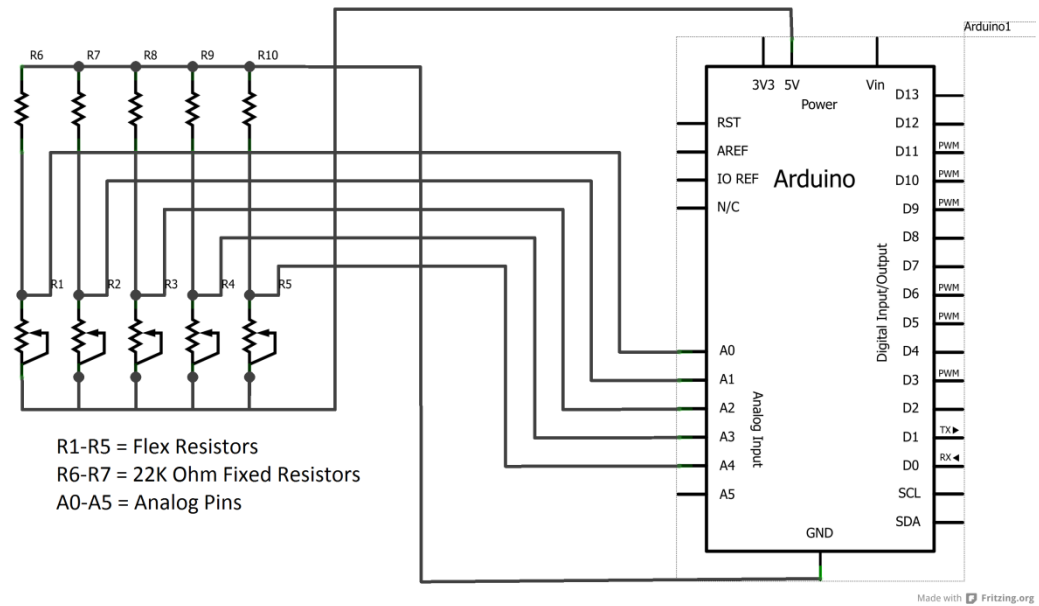 Arduino1
R6 R7 R8 R9 R10
3V3 5V Vin
Power
D13
RST D12
AREF D11 PWM
IO REF Arduino D10 PWM
N/C D9 PWM
D8
D7
R1 R2 R3 R4 R5
D6 PWM
D5 PWM
Digital Input/Output
A0 D4
A1 D3 PWM
A2 D2
A3 D1 TX▶
A4 D0 RX◀
A5 SCL
Analog Input
SDA
GND
R1-R5 = Flex Resistors
R6-R7 = 22K Ohm Fixed Resistors
A0-A5 = Analog Pins
Made with Fritzing.org